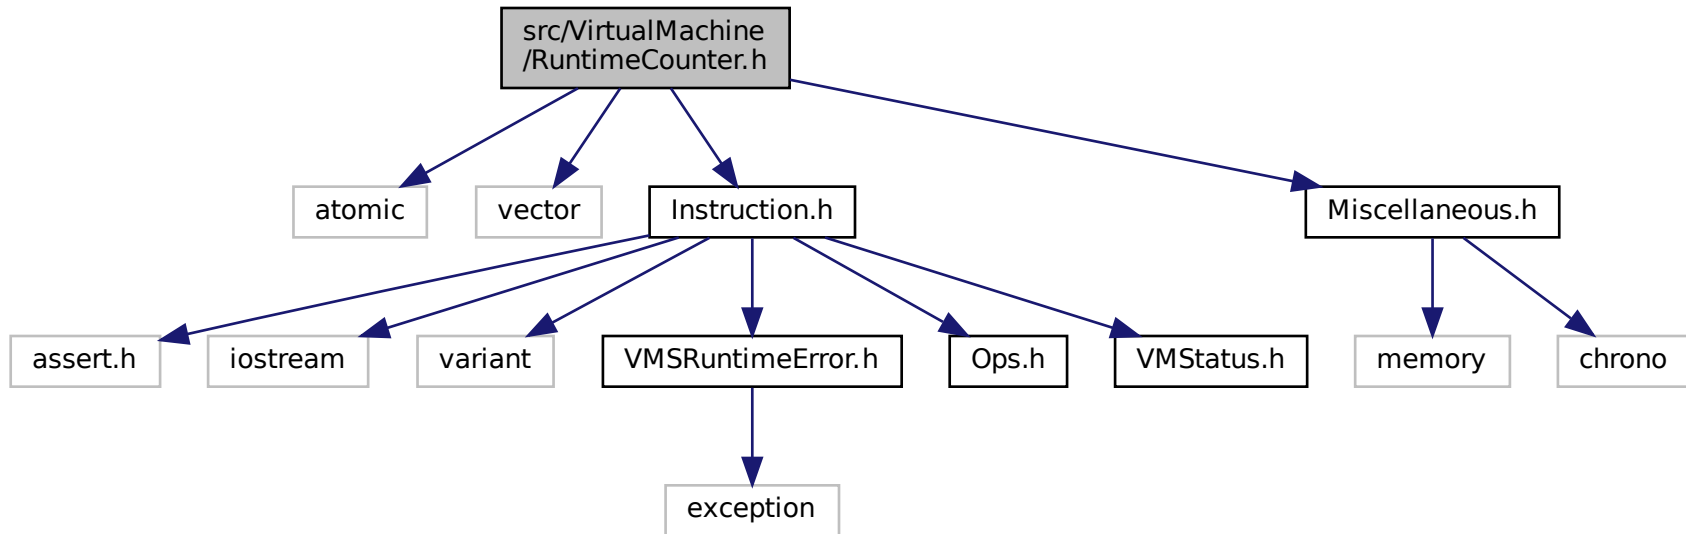 src/VirtualMachine
/RuntimeCounter.h
atomic
vector
Instruction.h
Miscellaneous.h
assert.h
iostream
variant
VMSRuntimeError.h
Ops.h
VMStatus.h
memory
chrono
exception